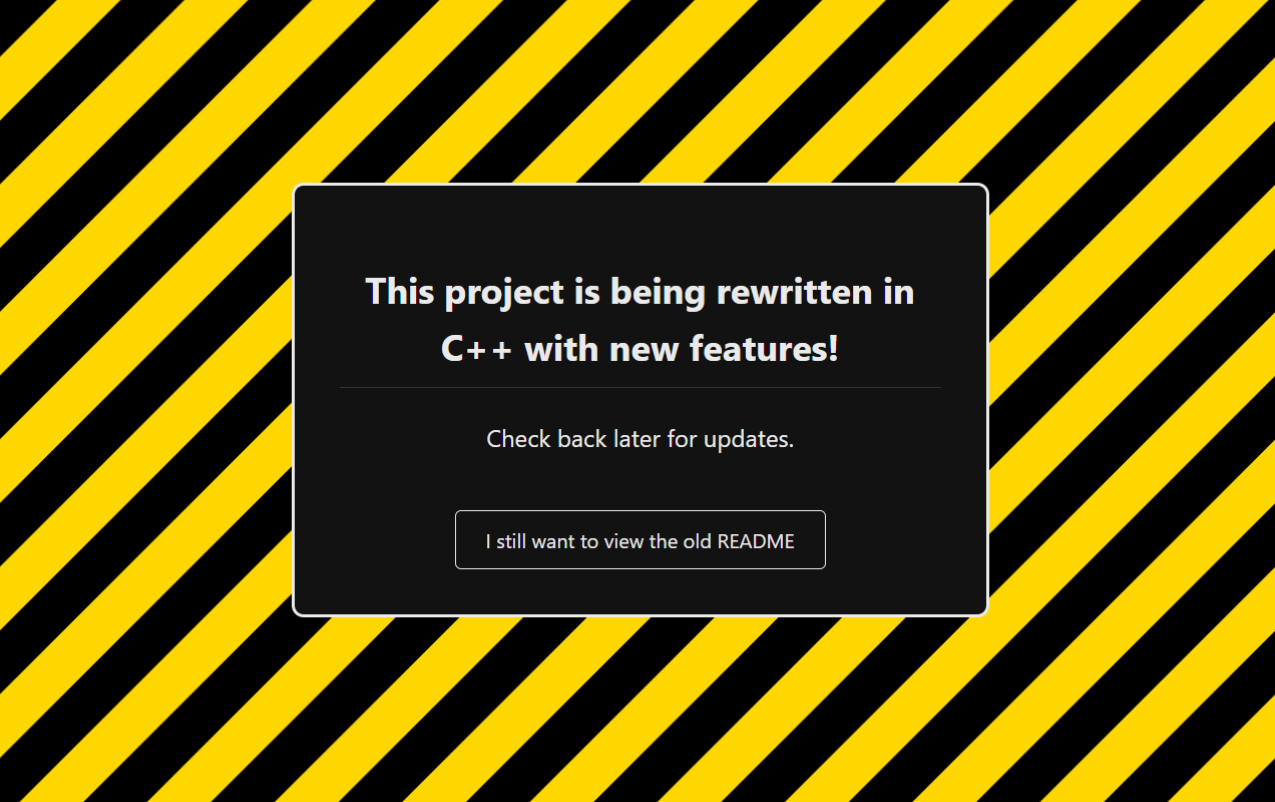 This project is being rewritten in
C++ with new features!
Check back later for updates.
I still want to view the old README